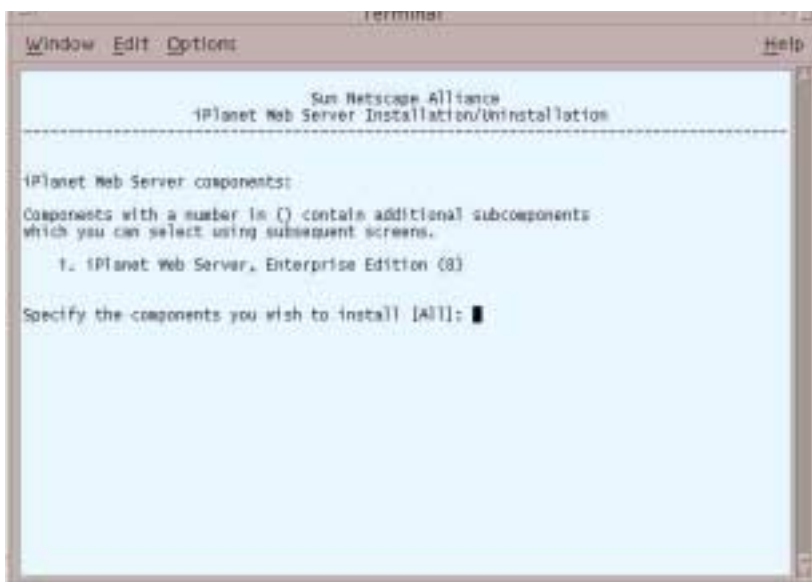 Terminal
Window Edit Options Help
Sun Netscape Alliance
iPlanet Web Server Installation/Uninstallation
--------------------------------------------------------------------------------
iPlanet Web Server components:
Components with a number in () contain additional subcomponents
which you can select using subsequent screens.
1. iPlanet Web Server, Enterprise Edition (8)
Specify the components you wish to install [All]: